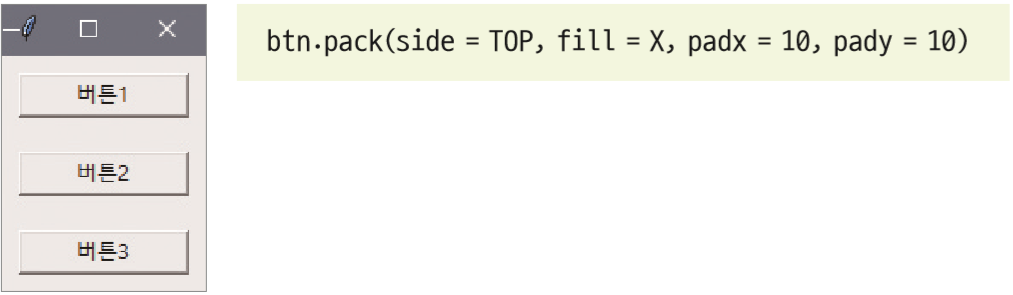 btn.pack(side = TOP, fill = X, padx = 10, pady = 10)
버튼1
버튼2
버튼3